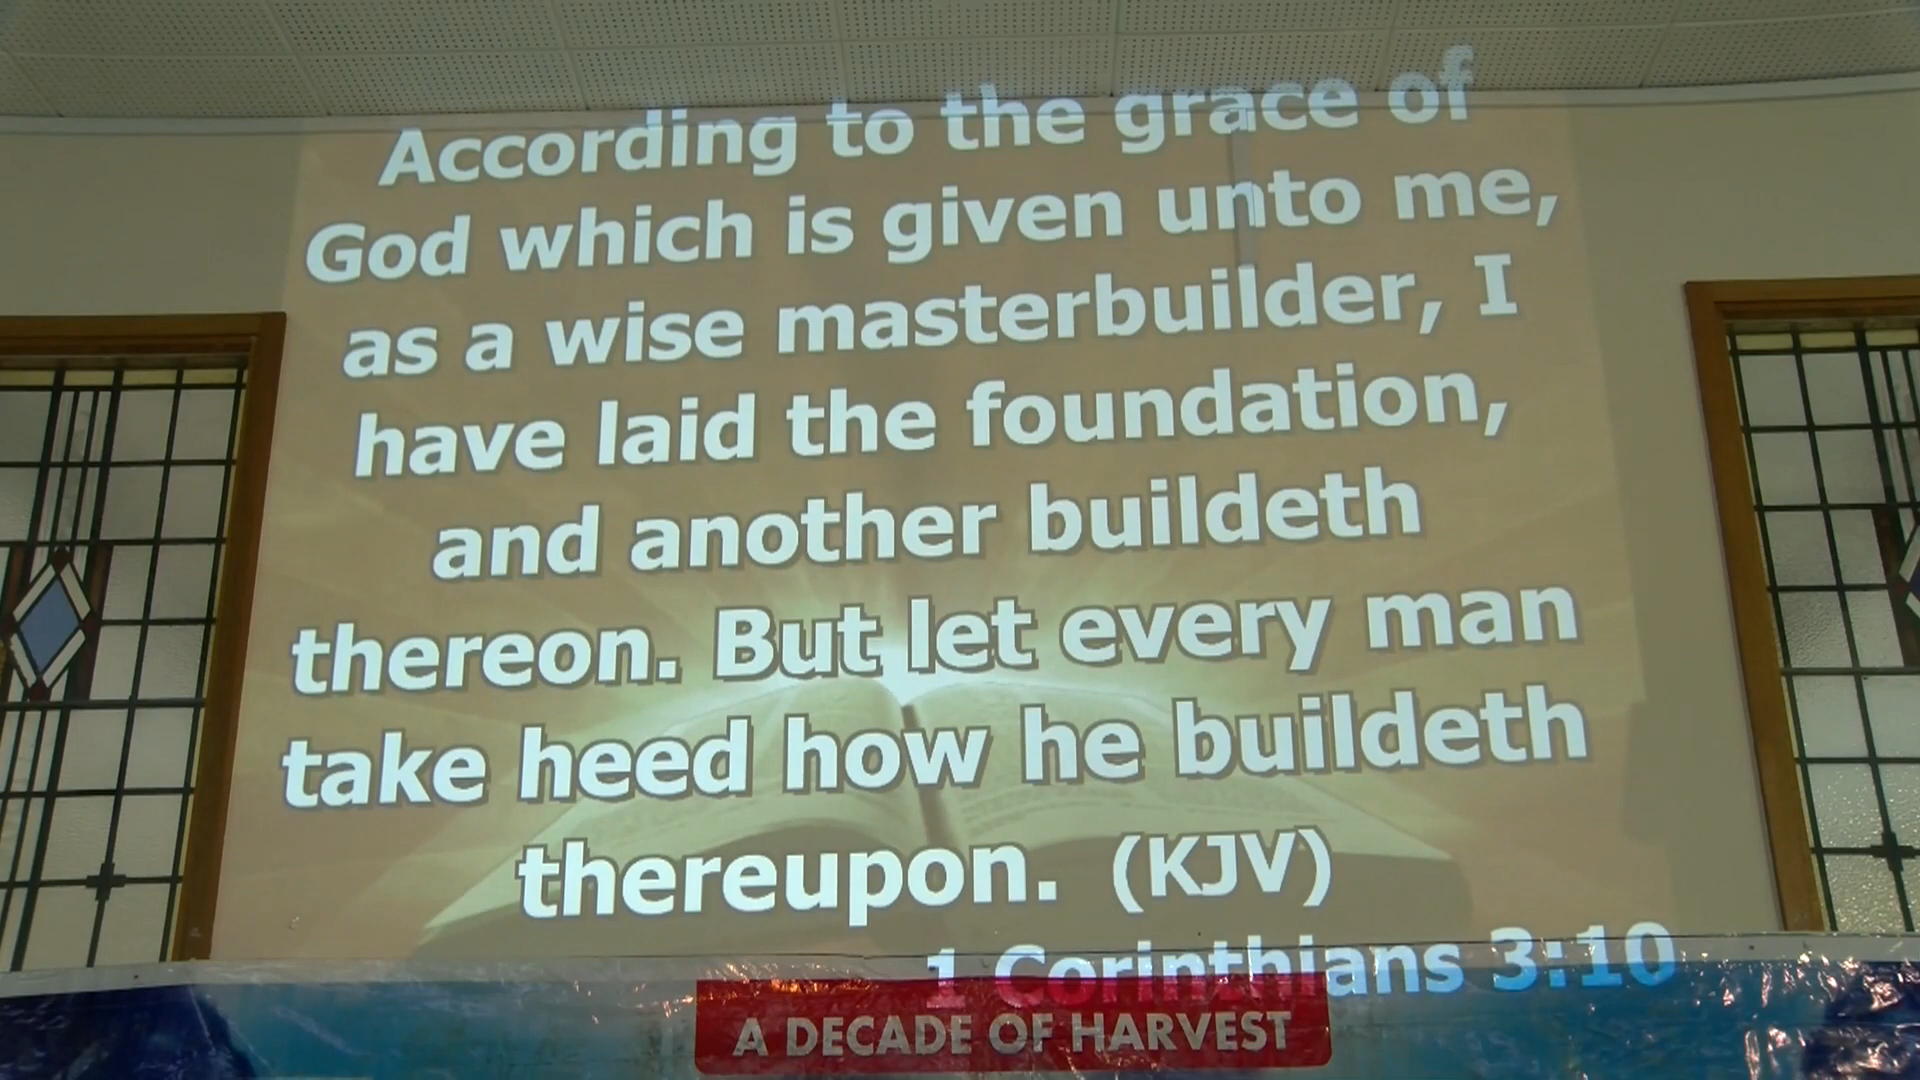 According to the grace of
God which is given unto me,
as a wise masterbuilder, I
have laid the foundation,
and another buildeth
thereon. But let every man
take heed how he buildeth
thereupon. (KJV)
1 Corinthians 3:10
A DECADE OF HARVEST